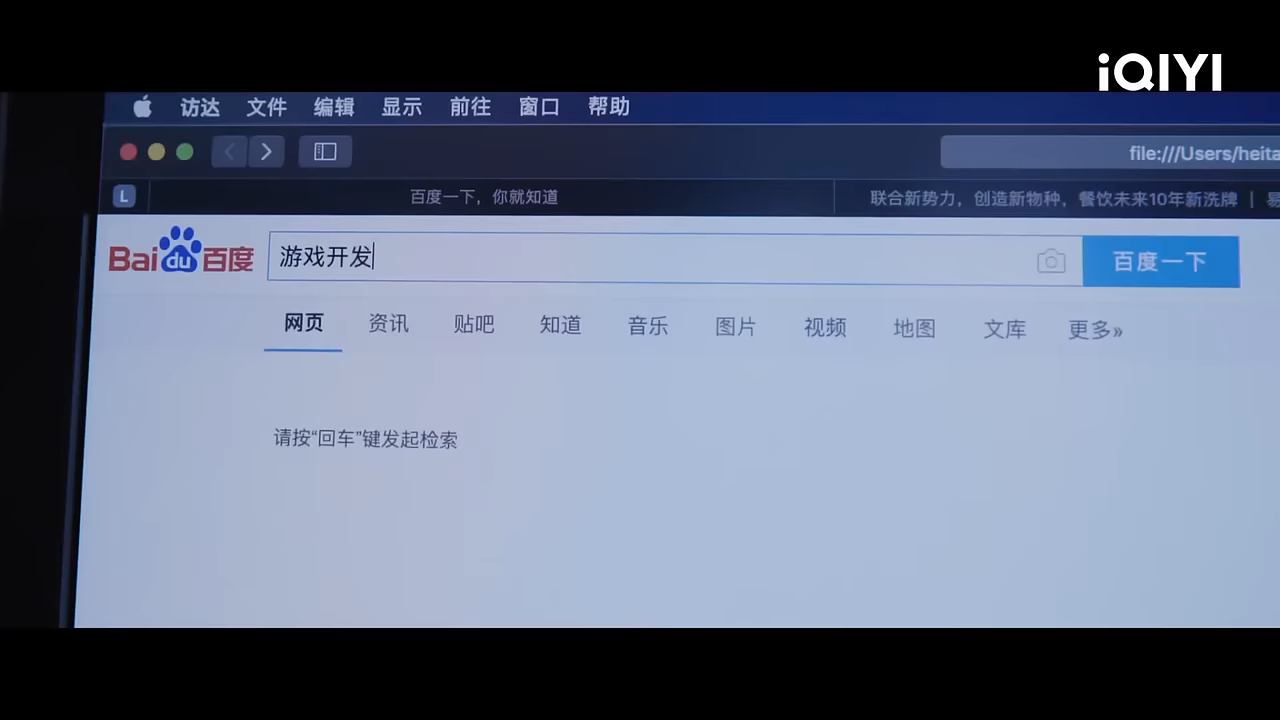 iQIYI
访达 文件 编辑 显示 前往 窗口 帮助
file:///Users/heita
L 百度一下，你就知道 联合新势力，创造新物种，餐饮未来10年新洗牌 | 易
Bai du 百度 游戏开发 百度一下
网页 资讯 贴吧 知道 音乐 图片 视频 地图 文库 更多»
请按“回车”键发起检索